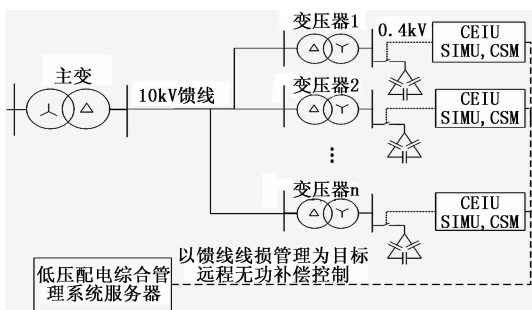 变压器1
0.4kV
CEIU
SIMU,CSM
主变
10kV馈线
变压器2
CEIU
SIMU,CSM
变压器n
CEIU
SIMU,CSM
以馈线线损管理为目标
远程无功补偿控制
低压配电综合管
理系统服务器